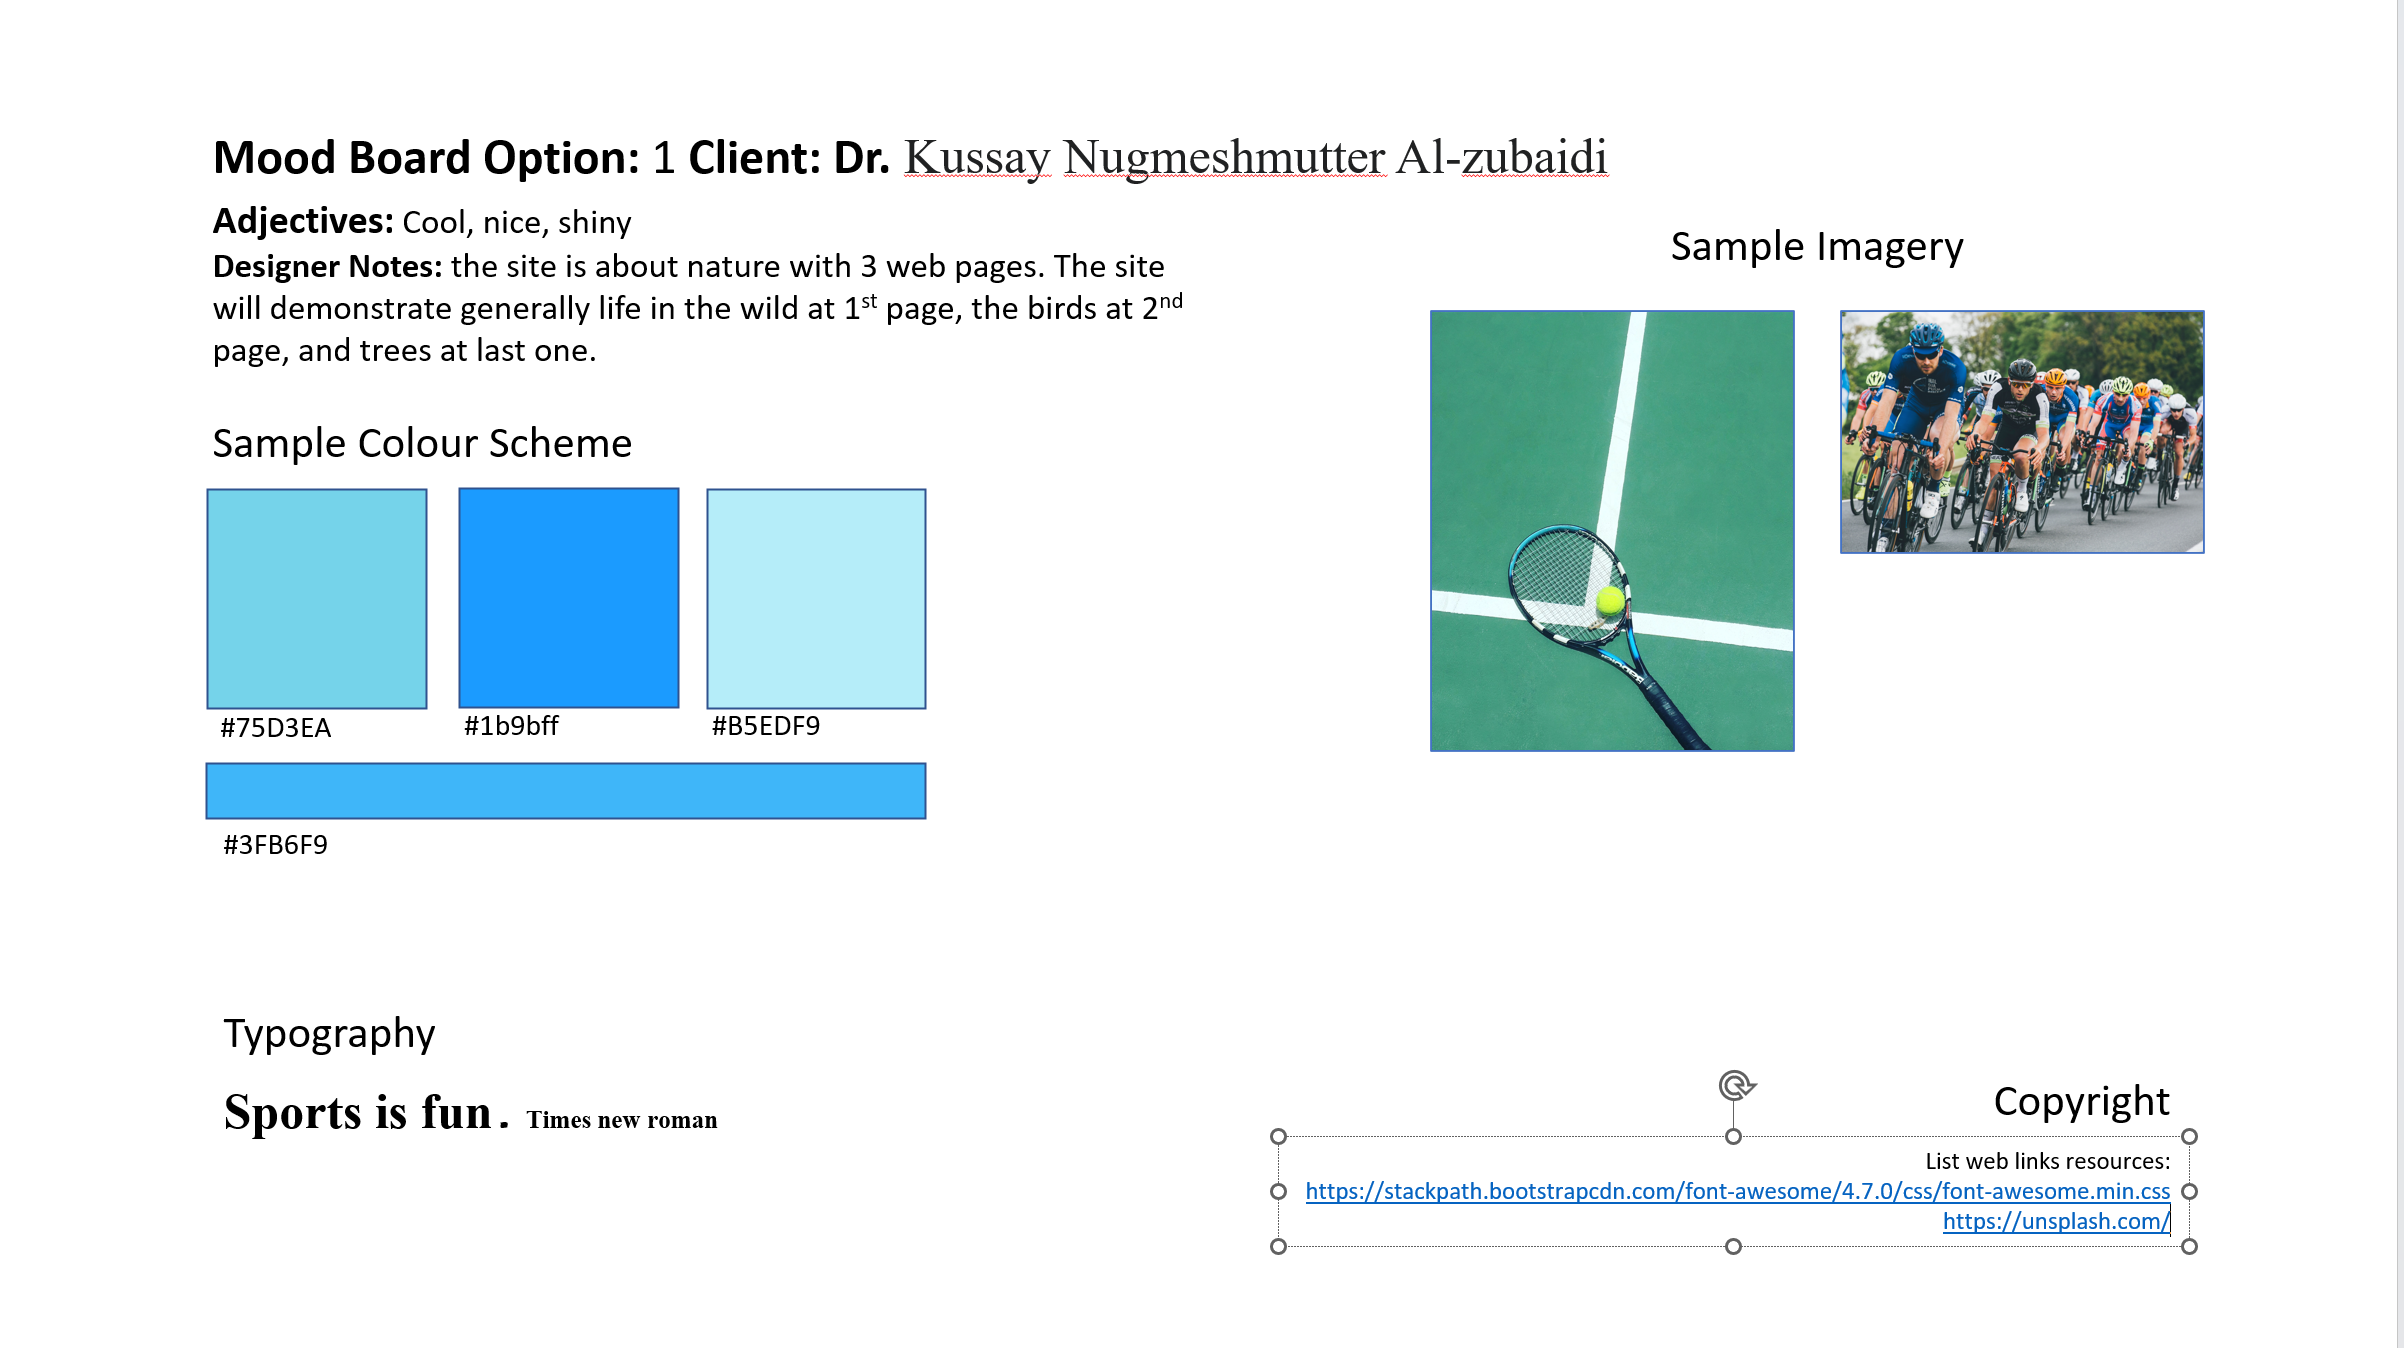 Mood Board Option: 1 Client: Dr. Kussay Nugmeshmutter Al-zubaidi
Adjectives: Cool, nice, shiny
Designer Notes: the site is about nature with 3 web pages. The site
will demonstrate generally life in the wild at 1st page, the birds at 2nd
page, and trees at last one.
Sample Imagery
Sample Colour Scheme
#75D3EA
#1b9bff
#B5EDF9
#3FB6F9
Typography
Sports is fun. Times new roman
Copyright
List web links resources:
https://stackpath.bootstrapcdn.com/font-awesome/4.7.0/css/font-awesome.min.css
https://unsplash.com/